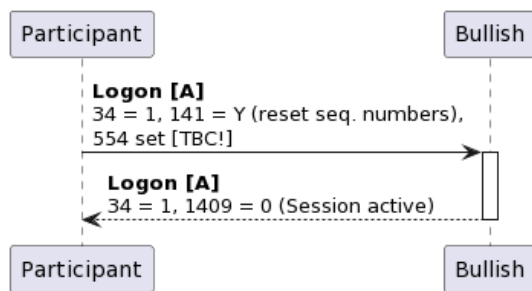 Participant
Bullish
Logon [A]
34 = 1, 141 = Y (reset seq. numbers),
554 set [TBC!]
Logon [A]
34 = 1, 1409 = 0 (Session active)
Participant
Bullish